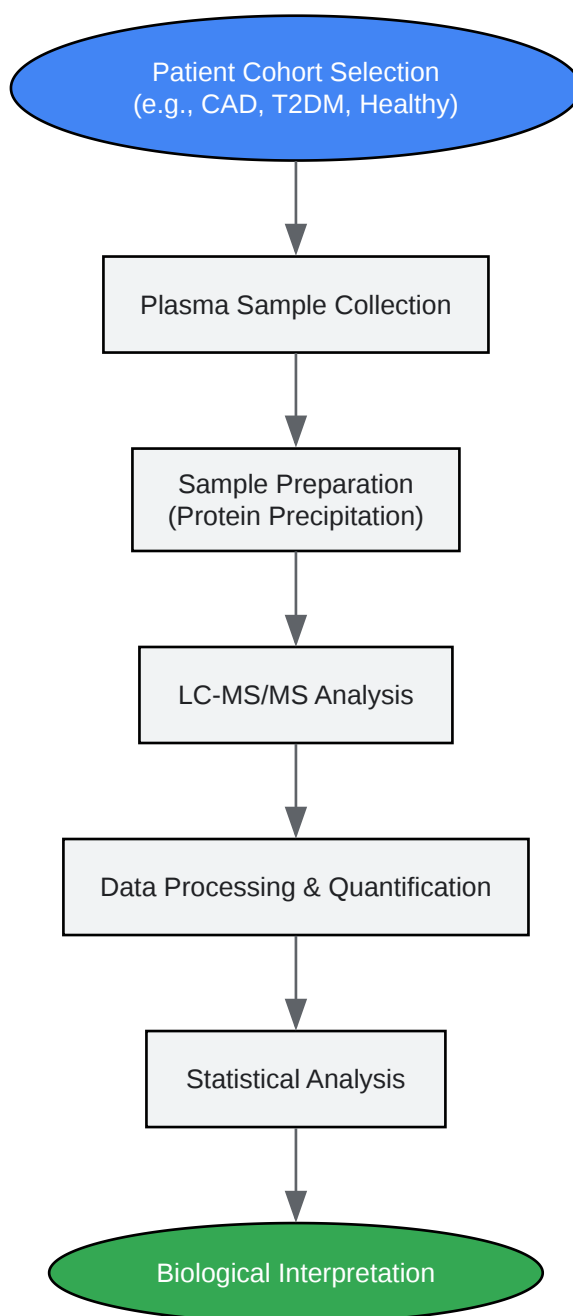 Patient Cohort Selection
(e.g., CAD, T2DM, Healthy)
Plasma Sample Collection
Sample Preparation
(Protein Precipitation)
LC-MS/MS Analysis
Data Processing & Quantification
Statistical Analysis
Biological Interpretation